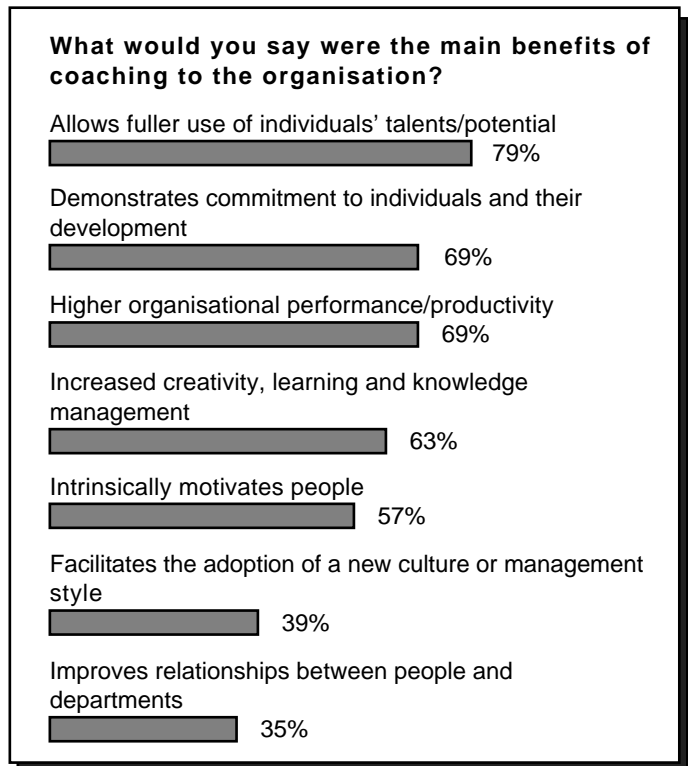 What would you say were the main benefits of
coaching to the organisation?
Allows fuller use of individuals’ talents/potential
79%
Demonstrates commitment to individuals and their
development
69%
Higher organisational performance/productivity
69%
Increased creativity, learning and knowledge
management
63%
Intrinsically motivates people
57%
Facilitates the adoption of a new culture or management
style
39%
Improves relationships between people and
departments
35%